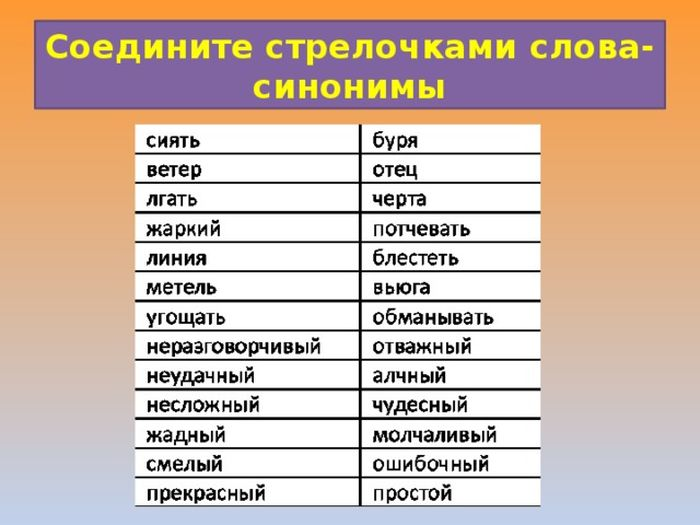 Соедините стрелочками слова-
синонимы
сиять буря
ветер отец
лгать черта
жаркий потчевать
линия блестеть
метель вьюга
угощать обманывать
неразговорчивый отважный
неудачный алчный
несложный чудесный
жадный молчаливый
смелый ошибочный
прекрасный простой